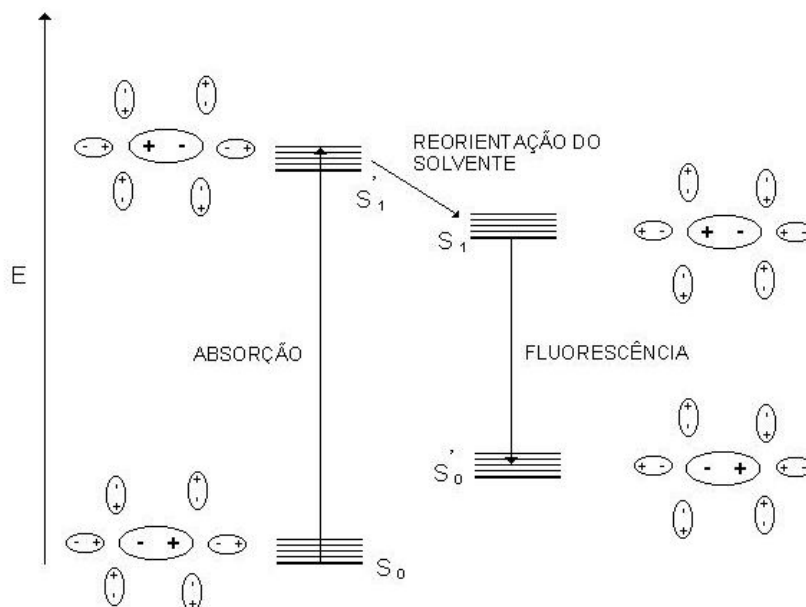 REORIENTAÇÃO DO
SOLVENTE
S'₁
S₁
E
ABSORÇÃO
FLUORESCÊNCIA
S'₀
S₀